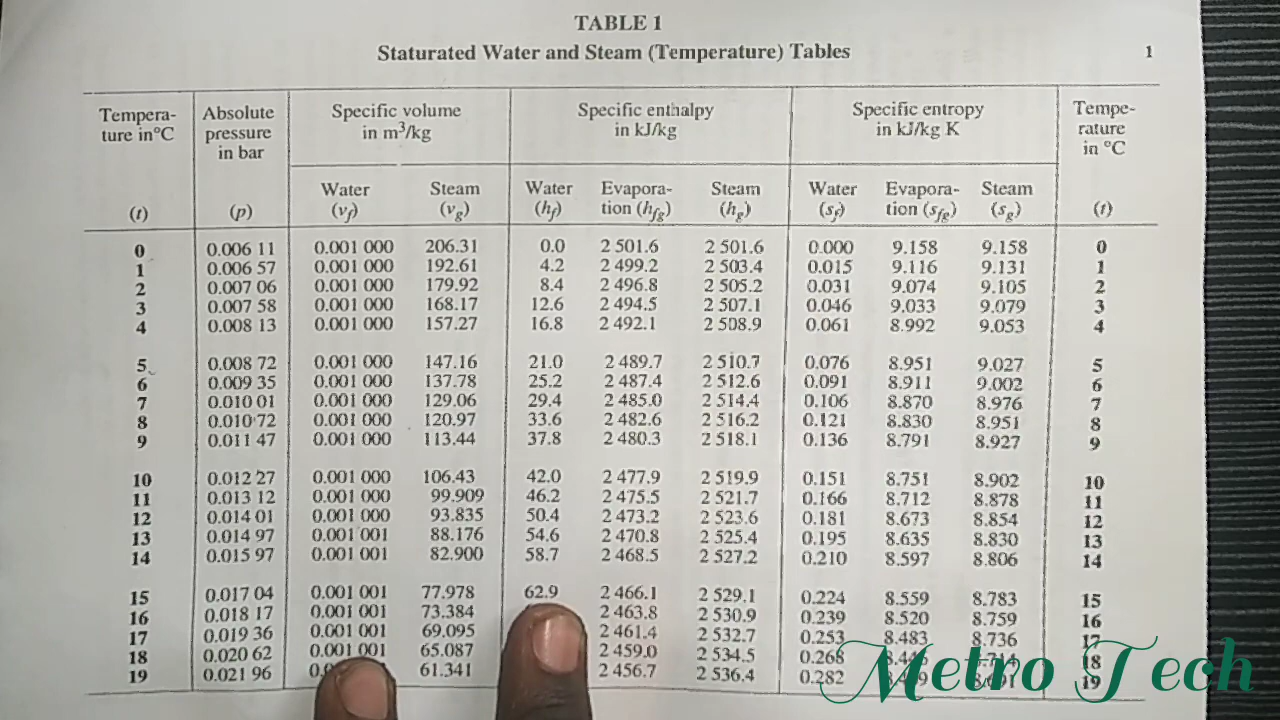 TABLE 1
Staturated Water and Steam (Temperature) Tables 1
Tempera- Absolute Specific volume Specific enthalpy Specific entropy Tempe-
ture in°C pressure in m³/kg in kJ/kg in kJ/kg K rature
in bar in °C
Water Steam Water Evapora- Steam Water Evapora- Steam
(t) (p) (vf) (vg) (hf) tion (hfg) (hg) (sf) tion (sfg) (sg) (t)
0 0.006 11 0.001 000 206.31 0.0 2 501.6 2 501.6 0.000 9.158 9.158 0
1 0.006 57 0.001 000 192.61 4.2 2 499.2 2 503.4 0.015 9.116 9.131 1
2 0.007 06 0.001 000 179.92 8.4 2 496.8 2 505.2 0.031 9.074 9.105 2
3 0.007 58 0.001 000 168.17 12.6 2 494.5 2 507.1 0.046 9.033 9.079 3
4 0.008 13 0.001 000 157.27 16.8 2 492.1 2 508.9 0.061 8.992 9.053 4
5 0.008 72 0.001 000 147.16 21.0 2 489.7 2 510.7 0.076 8.951 9.027 5
6 0.009 35 0.001 000 137.78 25.2 2 487.4 2 512.6 0.091 8.911 9.002 6
7 0.010 01 0.001 000 129.06 29.4 2 485.0 2 514.4 0.106 8.870 8.976 7
8 0.010 72 0.001 000 120.97 33.6 2 482.6 2 516.2 0.121 8.830 8.951 8
9 0.011 47 0.001 000 113.44 37.8 2 480.3 2 518.1 0.136 8.791 8.927 9
10 0.012 27 0.001 000 106.43 42.0 2 477.9 2 519.9 0.151 8.751 8.902 10
11 0.013 12 0.001 000 99.909 46.2 2 475.5 2 521.7 0.166 8.712 8.878 11
12 0.014 01 0.001 000 93.835 50.4 2 473.2 2 523.6 0.181 8.673 8.854 12
13 0.014 97 0.001 001 88.176 54.6 2 470.8 2 525.4 0.195 8.635 8.830 13
14 0.015 97 0.001 001 82.900 58.7 2 468.5 2 527.2 0.210 8.597 8.806 14
15 0.017 04 0.001 001 77.978 62.9 2 466.1 2 529.1 0.224 8.559 8.783 15
16 0.018 17 0.001 001 73.384 2 463.8 2 530.9 0.239 8.520 8.759 16
17 0.019 36 0.001 001 69.095 2 461.4 2 532.7 0.253 8.483 8.736 17
18 0.020 62 0.001 001 65.087 2 459.0 2 534.5 0.268 18
19 0.021 96 61.341 2 456.7 2 536.4 0.282 19
Metro Tech